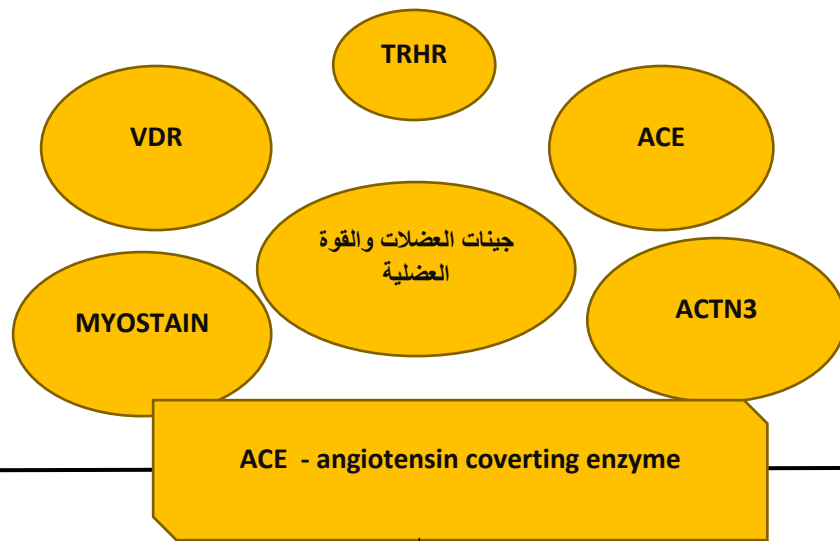 TRHR
VDR
ACE
جينات العضلات والقوة
العضلية
MYOSTAIN
ACTN3
ACE - angiotensin coverting enzyme